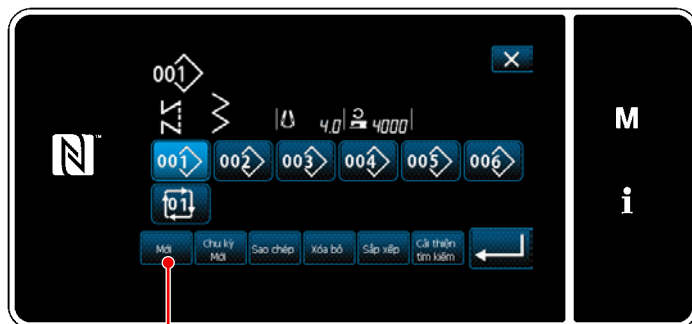 001
4.0 4000
001 002 003 004 005 006
01
Mới Chu kỳ Mới Sao chép Xóa bỏ Sắp xếp Cải thiện tìm kiếm
N
M
i